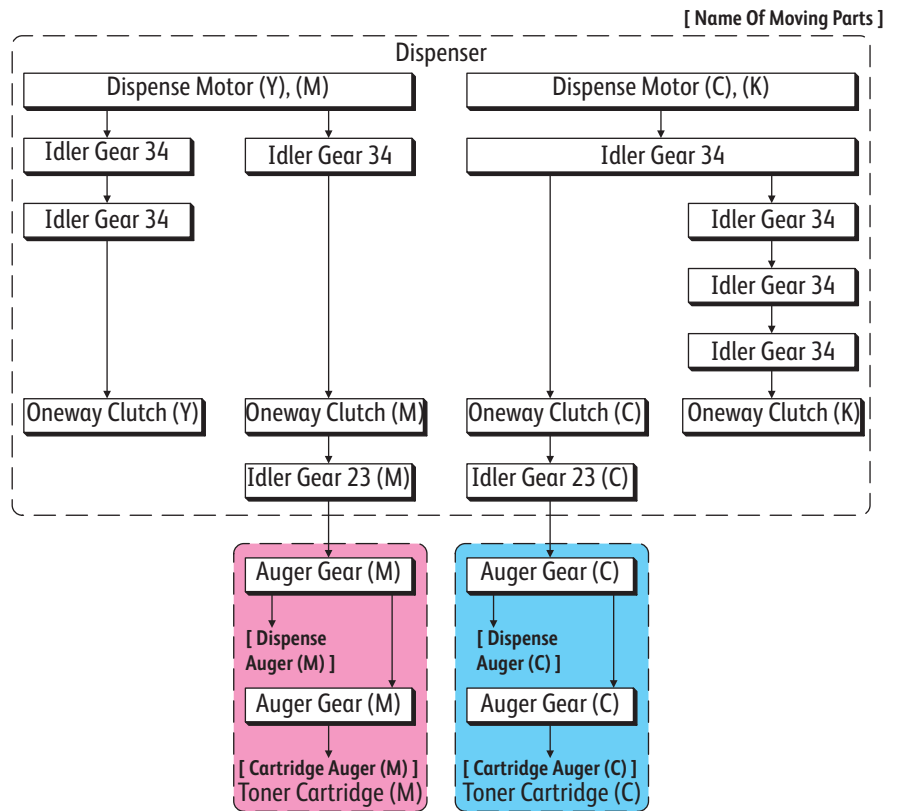 [ Name Of Moving Parts ]
Dispenser
Dispense Motor (Y), (M)
Dispense Motor (C), (K)
Idler Gear 34
Idler Gear 34
Idler Gear 34
Idler Gear 34
Idler Gear 34
Idler Gear 34
Idler Gear 34
Oneway Clutch (Y)
Oneway Clutch (M)
Oneway Clutch (C)
Oneway Clutch (K)
Idler Gear 23 (M)
Idler Gear 23 (C)
Auger Gear (M)
Auger Gear (C)
[ Dispense
Auger (M) ]
[ Dispense
Auger (C) ]
Auger Gear (M)
Auger Gear (C)
[ Cartridge Auger (M) ]
Toner Cartridge (M)
[ Cartridge Auger (C) ]
Toner Cartridge (C)